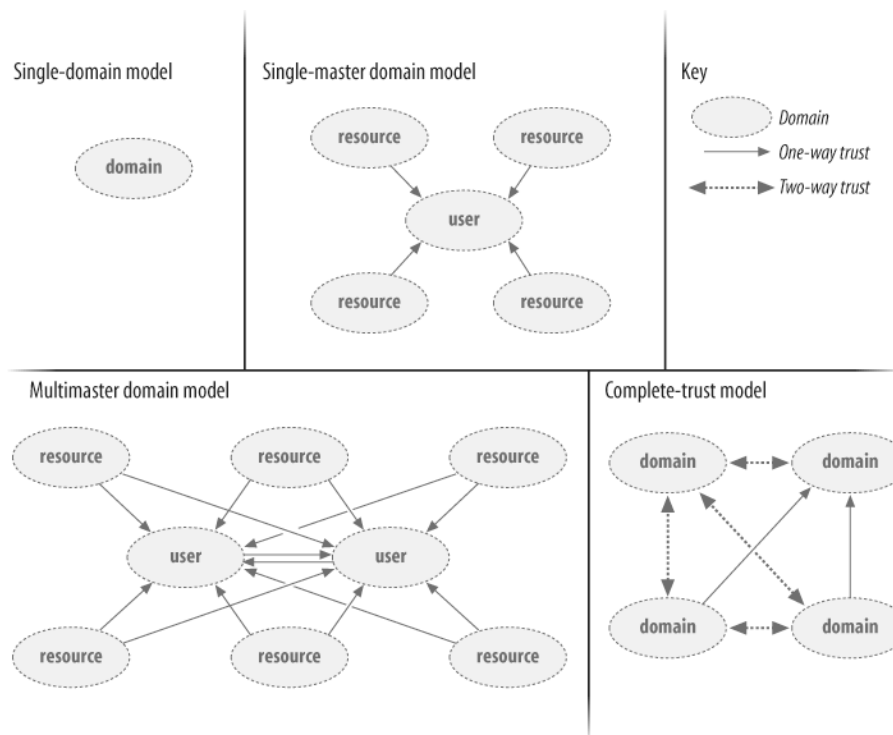 Single-domain model
domain
Single-master domain model
resource
resource
user
resource
resource
Key
Domain
One-way trust
Two-way trust
Multimaster domain model
resource
resource
resource
user
user
resource
resource
resource
Complete-trust model
domain
domain
domain
domain